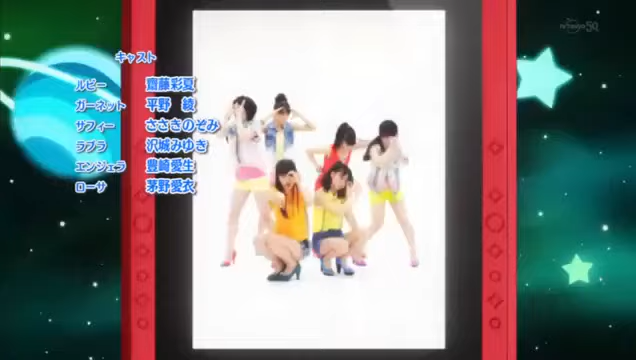 キャスト
ルビー 齋藤彩夏
ガーネット 平野 綾
サフィー ささきのぞみ
ラブラ 沢城みゆき
エンジェラ 豊崎愛生
ローサ 茅野愛衣